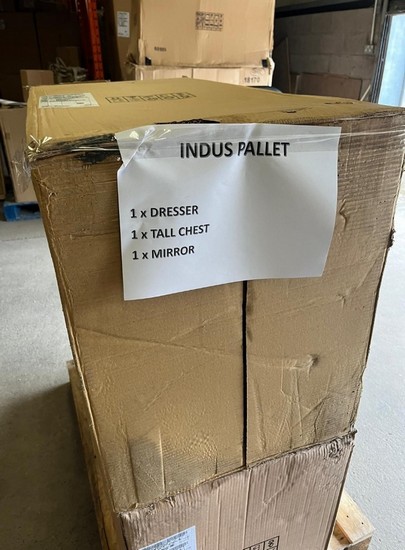 INDUS PALLET
1 x DRESSER
1 x TALL CHEST
1 x MIRROR